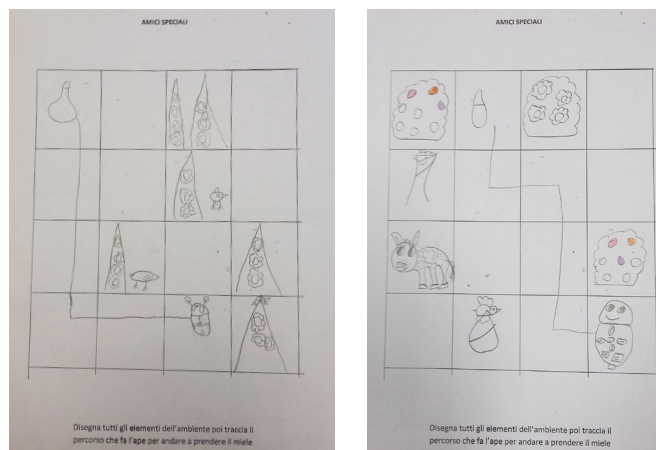 AMICI SPECIALI
Disegna tutti gli elementi dell'ambiente poi traccia il
percorso che fa l'ape per andare a prendere il miele
AMICI SPECIALI
Disegna tutti gli elementi dell'ambiente poi traccia il
percorso che fa l'ape per andare a prendere il miele